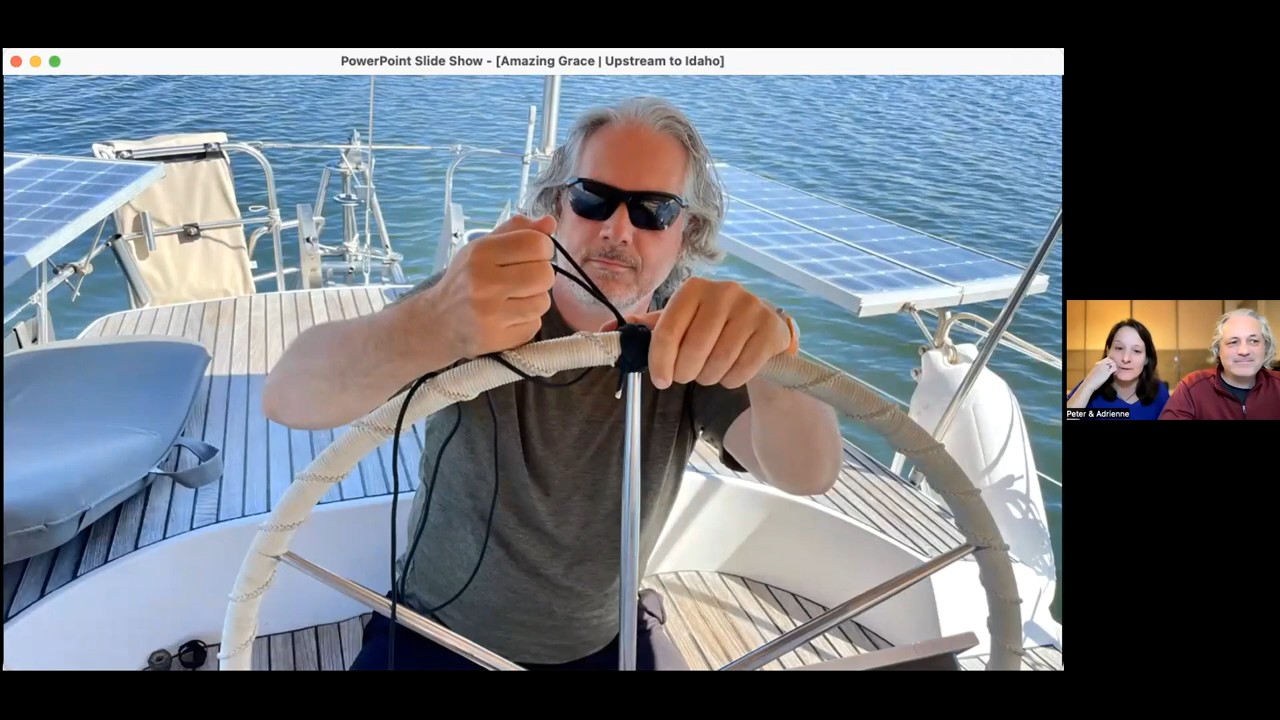 PowerPoint Slide Show - [Amazing Grace | Upstream to Idaho]
Peter & Adrienne